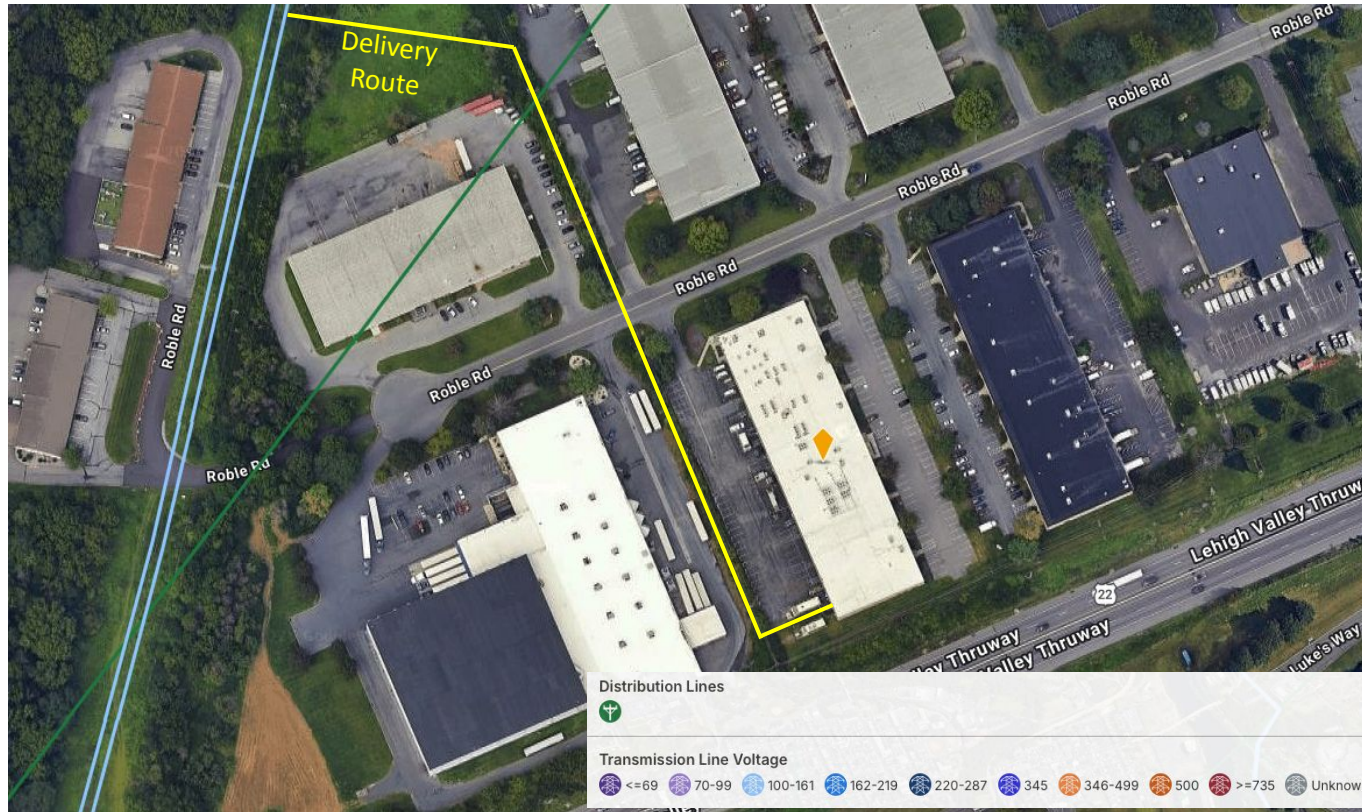 Delivery
Route
Roble Rd
Roble Rd
Roble Rd
Roble Rd
Roble Rd
Roble Rd
Roble Rd
Lehigh Valley Thruw
22
lley Thruway
Valley Thruway
Luke's Way
Distribution Lines
Transmission Line Voltage
<=69 70-99 100-161 162-219 220-287 345 346-499 500 >=735 Unknow